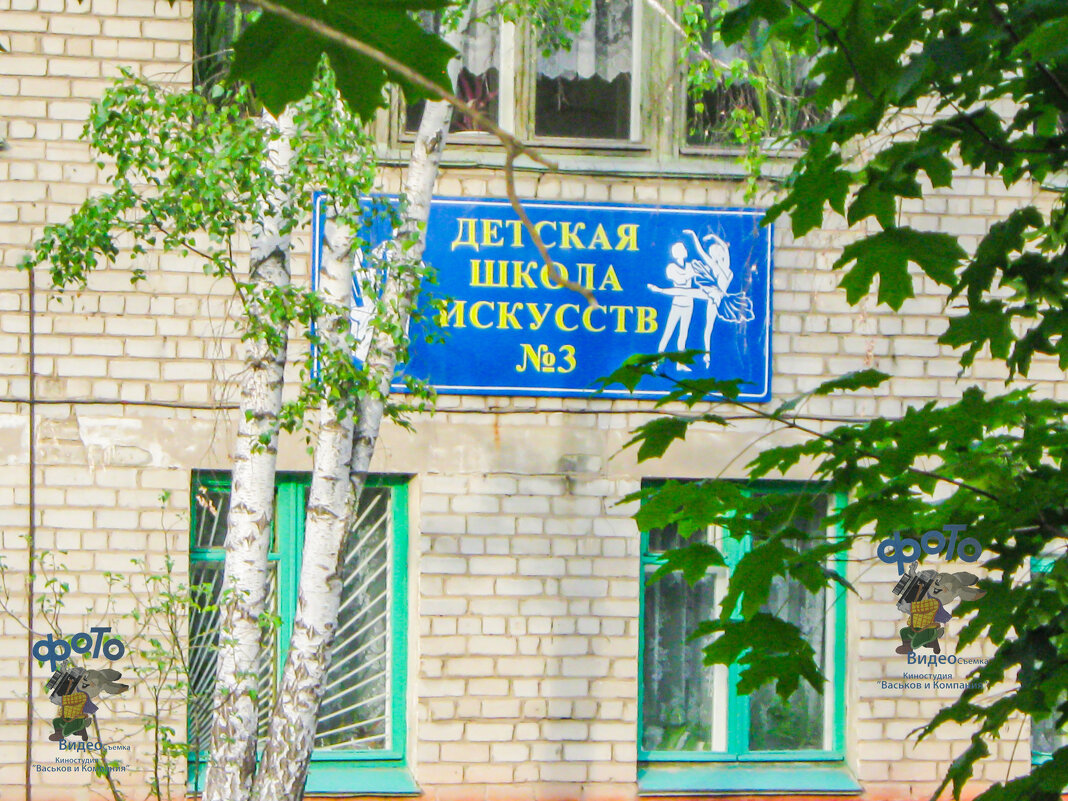 ДЕТСКАЯ
ШКОЛА
ИСКУССТВ
№3
фото
Видеосъемка
Киностудия
"Васьков и Компания"
фото
Видеосъемка
Киностудия
"Васьков и Компания"